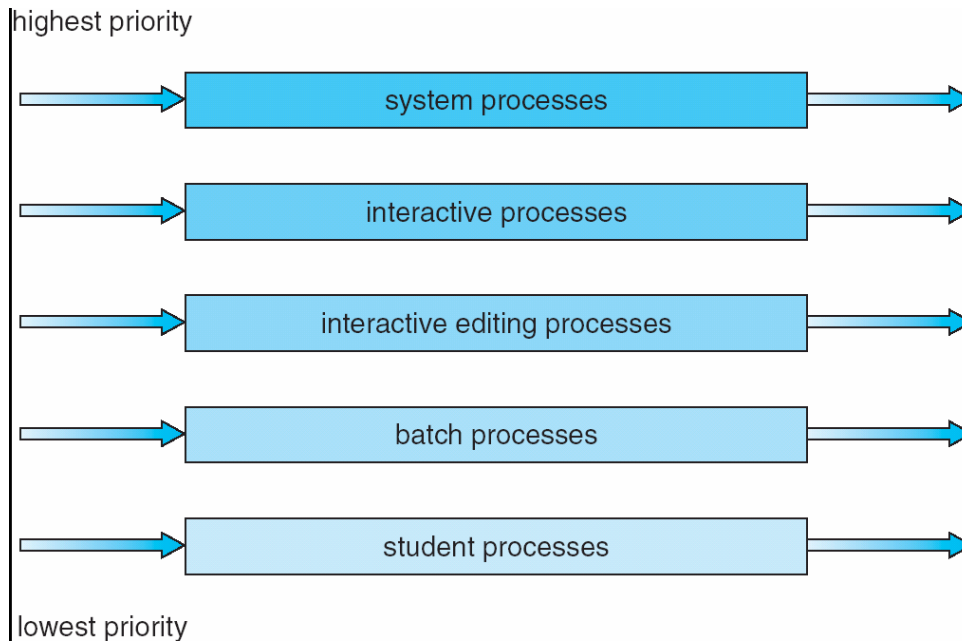 highest priority
system processes
interactive processes
interactive editing processes
batch processes
student processes
lowest priority